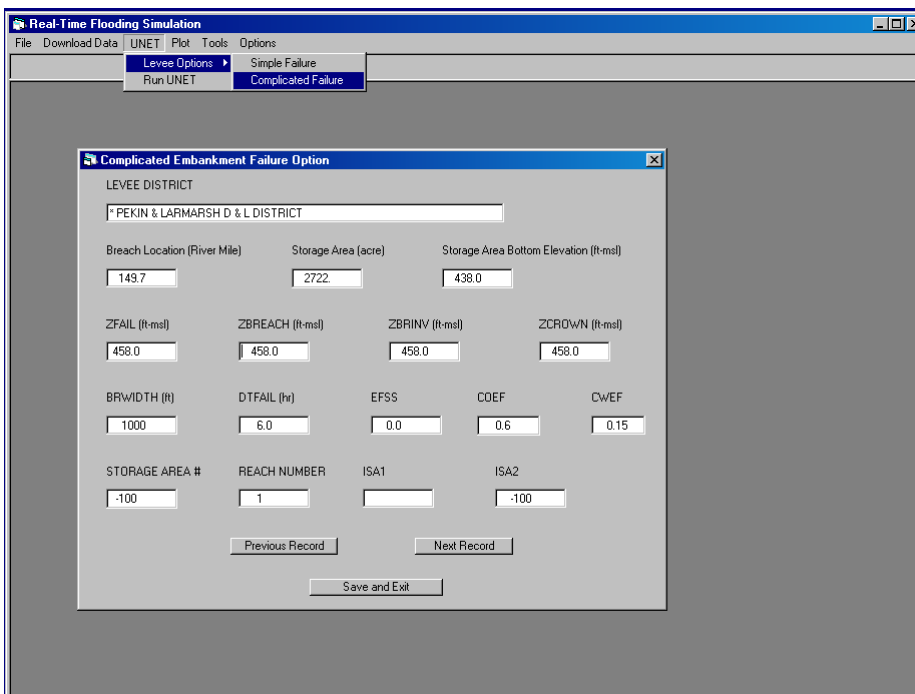 Real-Time Flooding Simulation
File Download Data UNET Plot Tools Options
Levee Options Simple Failure
Run UNET Complicated Failure
Complicated Embankment Failure Option
LEVEE DISTRICT
* PEKIN & LARMARSH D & L DISTRICT
Breach Location (River Mile) Storage Area (acre) Storage Area Bottom Elevation (ft-msl)
149.7 2722. 438.0
ZFAIL (ft-msl) ZBREACH (ft-msl) ZBRINV (ft-msl) ZCROWN (ft-msl)
458.0 458.0 458.0 458.0
BRWIDTH (ft) DTFAIL (hr) EFSS COEF CWEF
1000 6.0 0.0 0.6 0.15
STORAGE AREA # REACH NUMBER ISA1 ISA2
-100 1 -100
Previous Record Next Record
Save and Exit